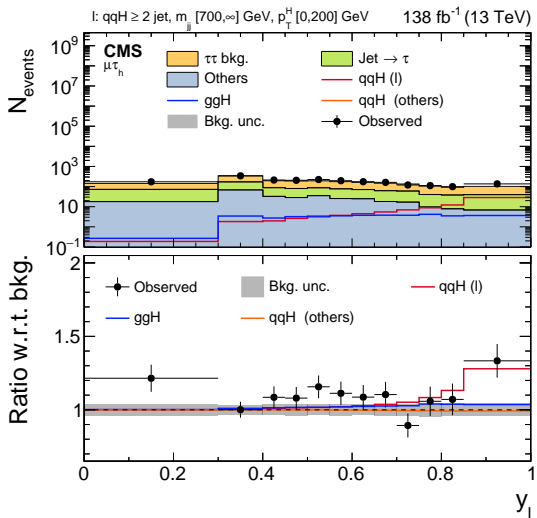 l: qqH ≥ 2 jet, m_jj [700,∞] GeV, p_T^H [0,200] GeV 138 fb⁻¹ (13 TeV)
N_events
10⁹
10⁷
10⁵
10³
10
10⁻¹
CMS
μτ_h
ττ bkg.
Jet → τ
Others
qqH (l)
ggH
qqH (others)
Bkg. unc.
Observed
Ratio w.r.t. bkg.
2
1.5
1
Observed
Bkg. unc.
qqH (l)
ggH
qqH (others)
0 0.2 0.4 0.6 0.8 1
y_l